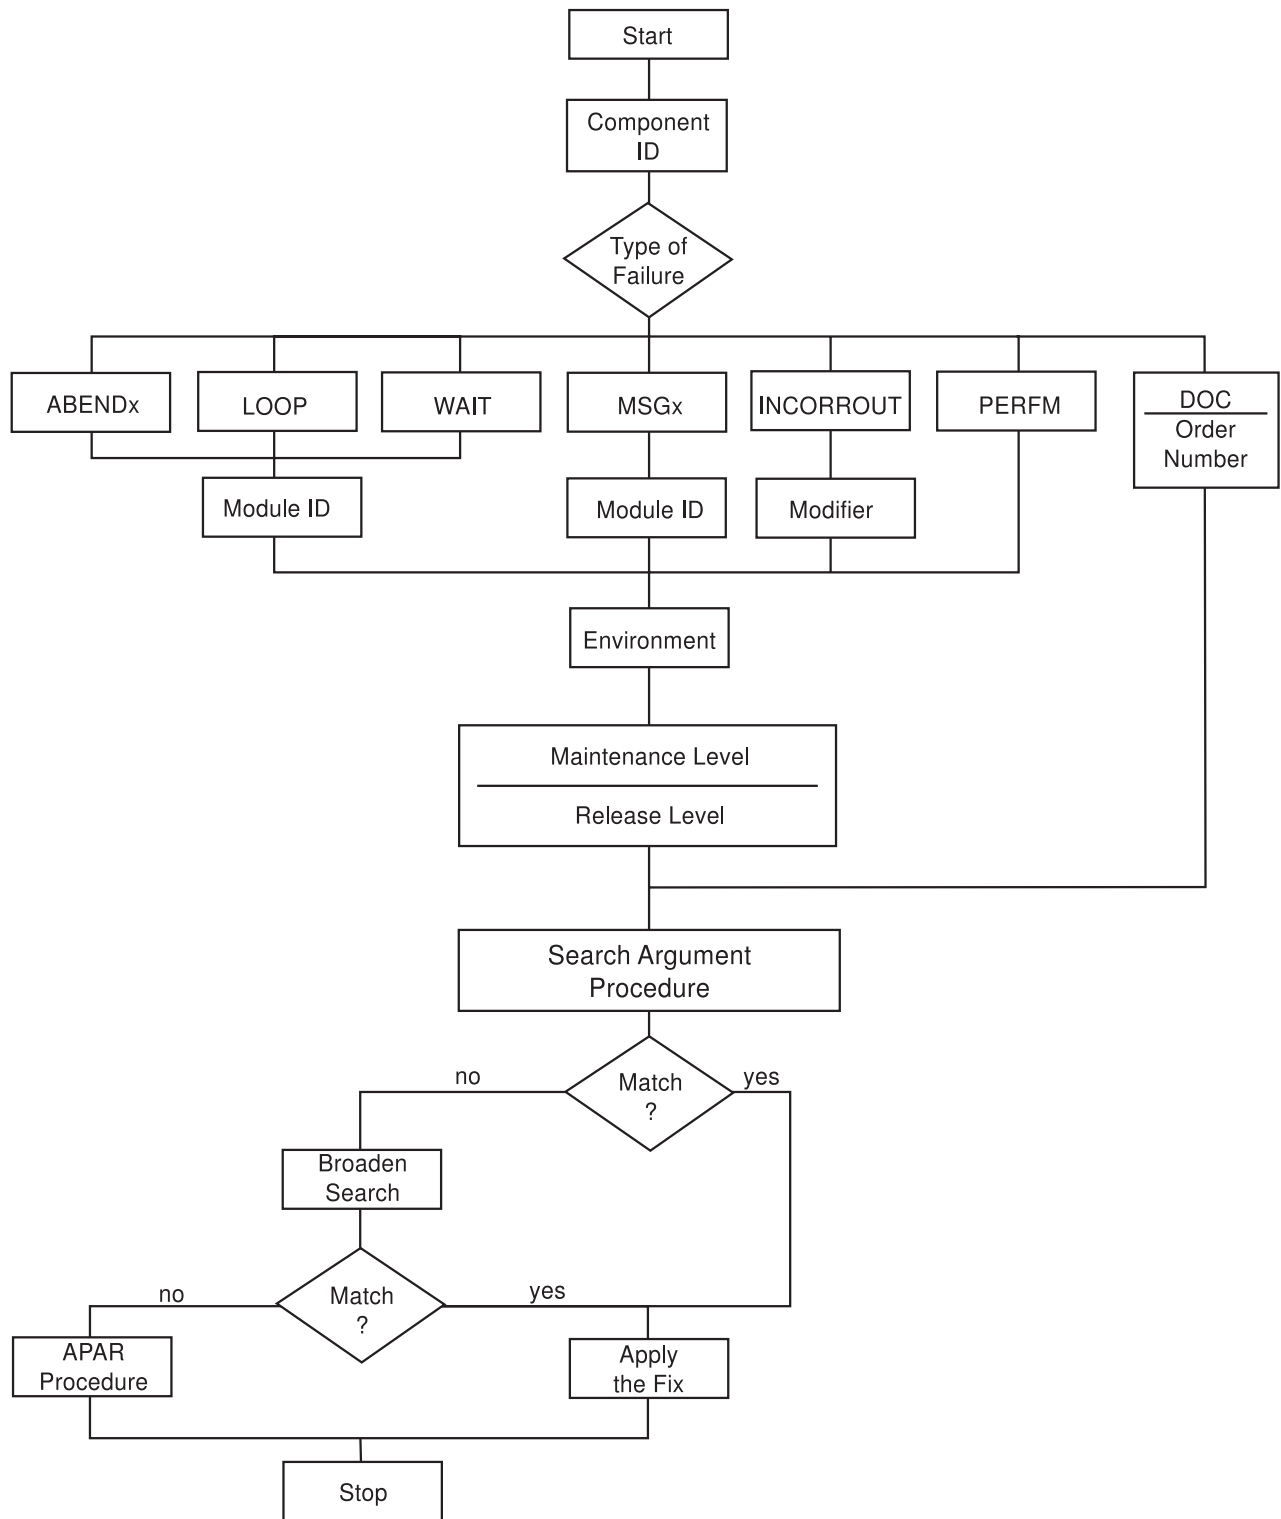 Start
Component
ID
Type of
Failure
ABENDx
LOOP
WAIT
MSGx
INCORROUT
PERFM
DOC
Order
Number
Module ID
Module ID
Modifier
Environment
Maintenance Level
Release Level
Search Argument
Procedure
no
Match
?
yes
Broaden
Search
no
Match
?
yes
APAR
Procedure
Apply
the Fix
Stop